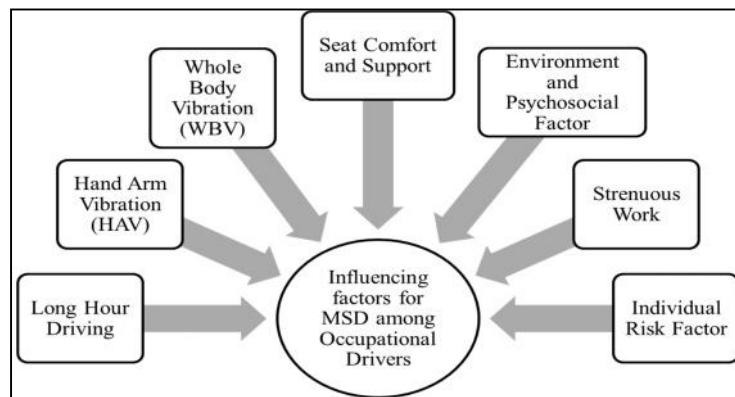 Seat Comfort
and Support
Whole
Body
Vibration
(WBV)
Environment
and
Psychosocial
Factor
Hand Arm
Vibration
(HAV)
Strenuous
Work
Long Hour
Driving
Influencing
factors for
MSD among
Occupational
Drivers
Individual
Risk Factor